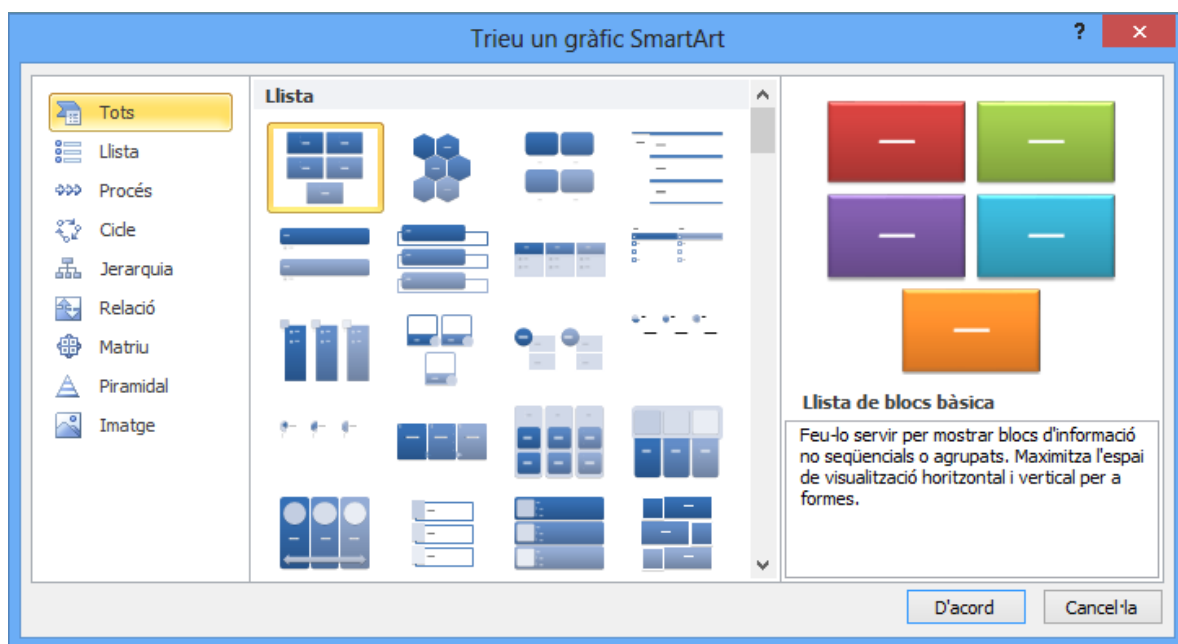 Trieu un gràfic SmartArt
?
Tots
Llista
Procés
Cicle
Jerarquia
Relació
Matriu
Piramidal
Imatge
Llista
Llista de blocs bàsica
Feu-lo servir per mostrar blocs d'informació
no seqüencials o agrupats. Maximitza l'espai
de visualització horitzontal i vertical per a
formes.
D'acord
Cancel·la